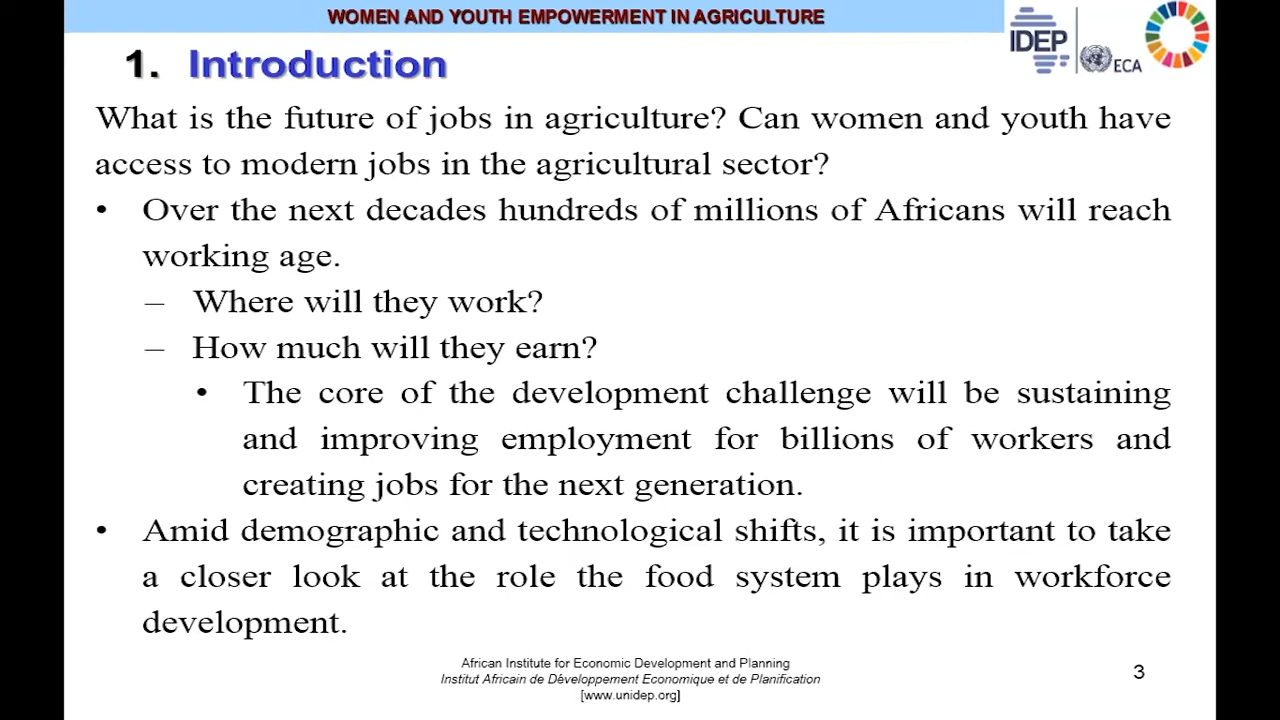 WOMEN AND YOUTH EMPOWERMENT IN AGRICULTURE
IDEP
ECA
1. Introduction
What is the future of jobs in agriculture? Can women and youth have
access to modern jobs in the agricultural sector?
• Over the next decades hundreds of millions of Africans will reach
working age.
– Where will they work?
– How much will they earn?
• The core of the development challenge will be sustaining
and improving employment for billions of workers and
creating jobs for the next generation.
• Amid demographic and technological shifts, it is important to take
a closer look at the role the food system plays in workforce
development.
African Institute for Economic Development and Planning
Institut Africain de Développement Economique et de Planification
[www.unidep.org]
3